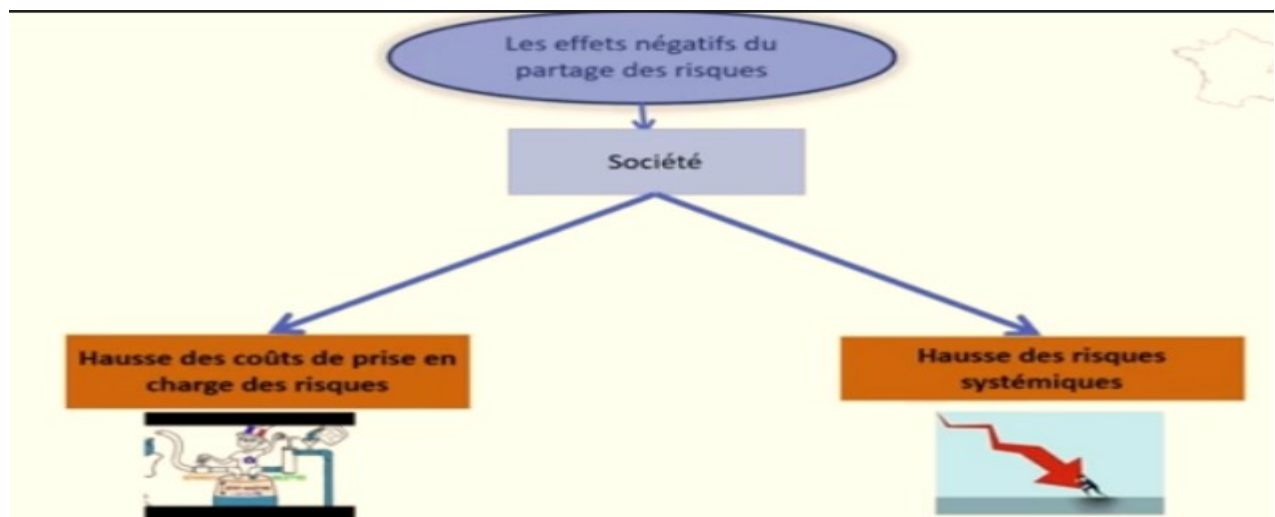 Les effets négatifs du
partage des risques
Société
Hausse des coûts de prise en
charge des risques
Hausse des risques
systémiques